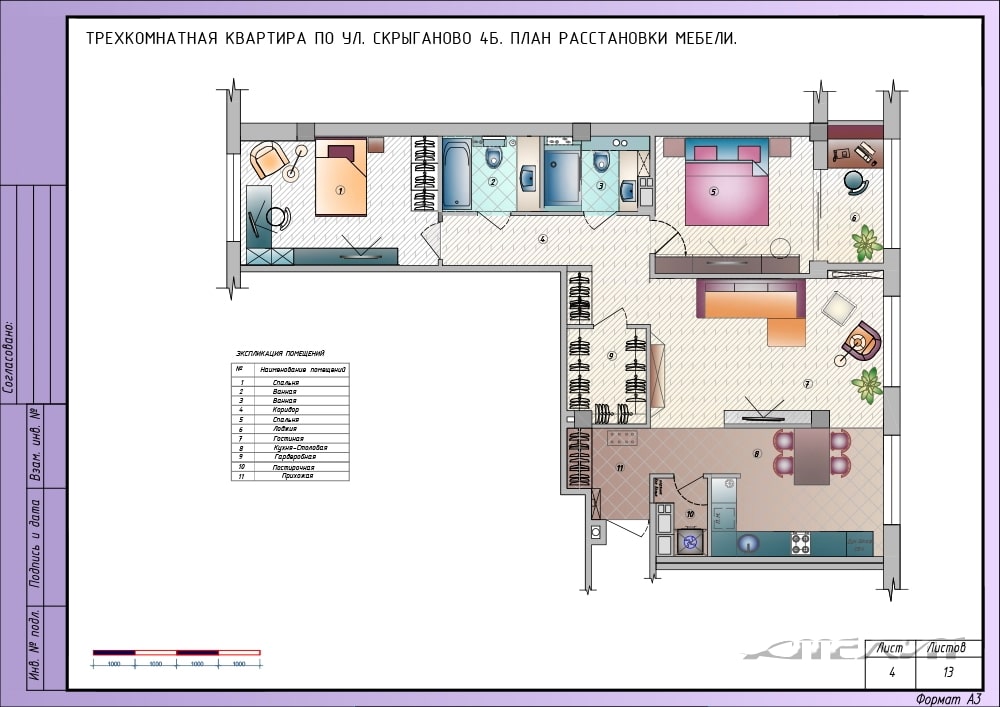 ТРЕХКОМНАТНАЯ КВАРТИРА ПО УЛ. СКРЫГАНОВО 4Б. ПЛАН РАССТАНОВКИ МЕБЕЛИ.
1
2
3
4
5
6
7
8
9
10
11
П.М.
ЭКСПЛИКАЦИЯ ПОМЕЩЕНИЙ
№ Наименование помещений
1 Спальня
2 Ванная
3 Ванная
4 Коридор
5 Спальня
6 Лоджия
7 Гостиная
8 Кухня-Столовая
9 Гардеробная
10 Постирочная
11 Прихожая
1000 1000 1000 1000
Согласовано:
Взам. инв. №
Подпись и дата
Инв. № подл.
Лист Листов
4 13
Формат А3